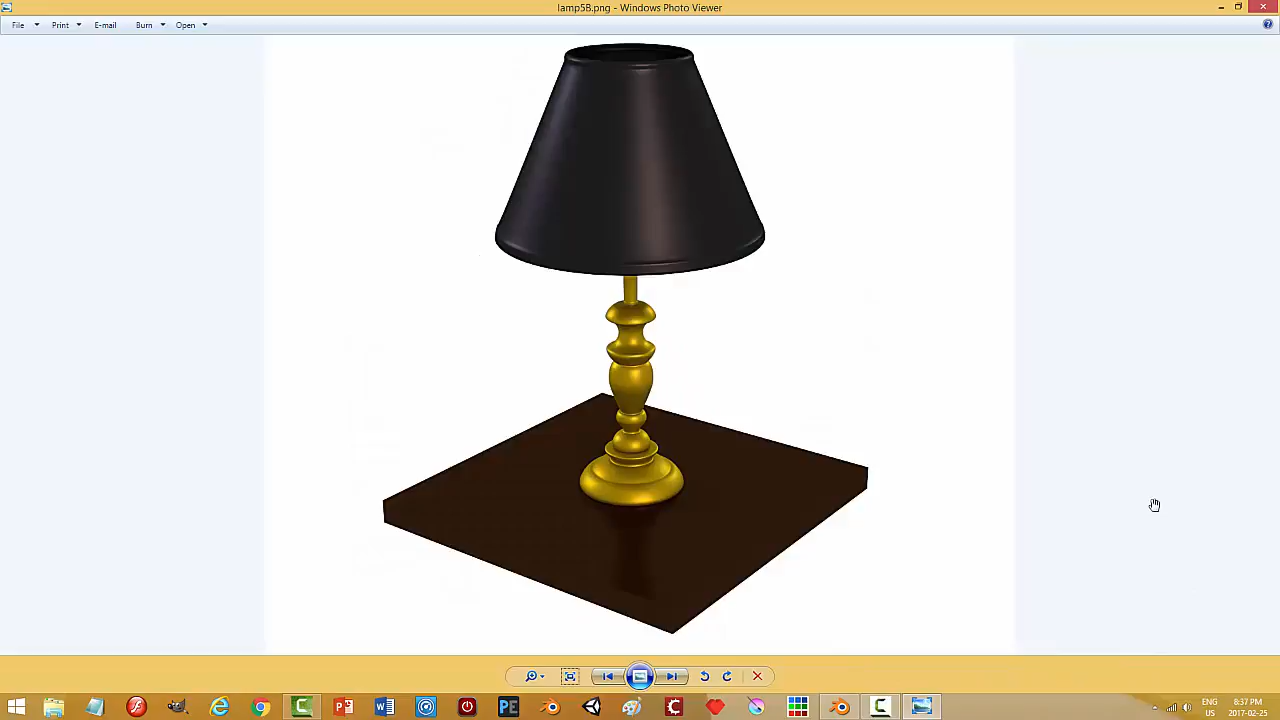 lamp5B.png - Windows Photo Viewer
File Print E-mail Burn Open
ENG 8:37 PM
US 2017-02-25